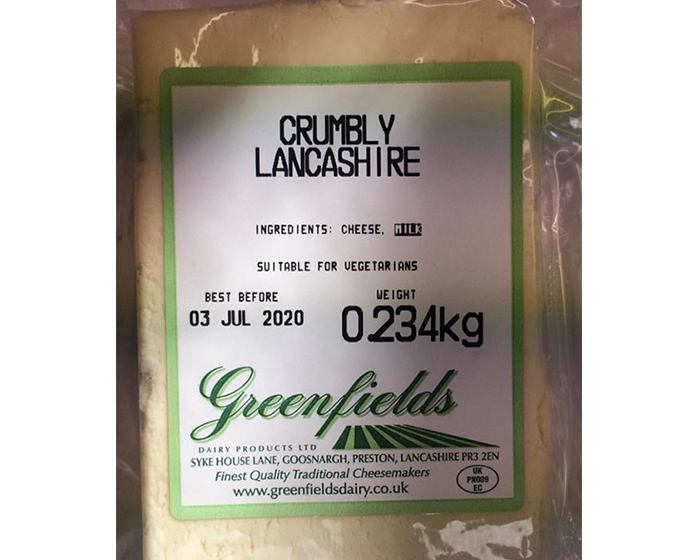 CRUMBLY
LANCASHIRE
INGREDIENTS: CHEESE, MILK
SUITABLE FOR VEGETARIANS
BEST BEFORE
03 JUL 2020
WEIGHT
0.234kg
Greenfields
DAIRY PRODUCTS LTD
SYKE HOUSE LANE, GOOSNARGH, PRESTON, LANCASHIRE PR3 2EN
Finest Quality Traditional Cheesemakers
www.greenfieldsdairy.co.uk
UK
PN009
EC